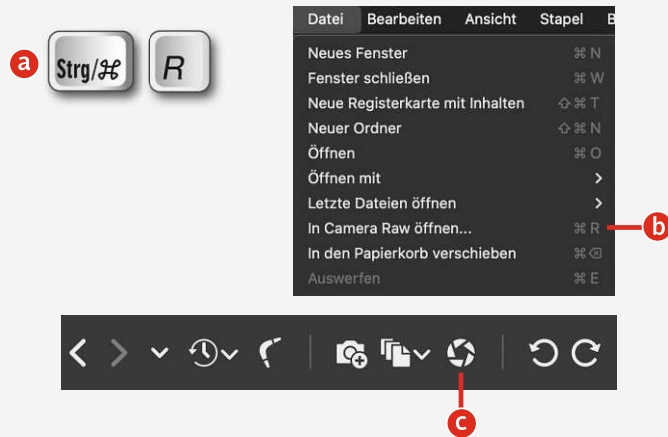 a Strg/⌘ R
Datei Bearbeiten Ansicht Stapel B
Neues Fenster ⌘ N
Fenster schließen ⌘ W
Neue Registerkarte mit Inhalten ⇧ ⌘ T
Neuer Ordner ⇧ ⌘ N
Öffnen ⌘ O
Öffnen mit >
Letzte Dateien öffnen >
In Camera Raw öffnen... ⌘ R b
In den Papierkorb verschieben ⌘ ⌫
Auswerfen ⌘ E
c